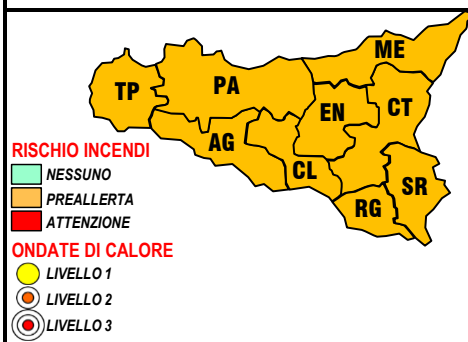 ME
PA
TP
EN
CT
AG
CL
SR
RG
RISCHIO INCENDI
NESSUNO
PREALLERTA
ATTENZIONE
ONDATE DI CALORE
LIVELLO 1
LIVELLO 2
LIVELLO 3